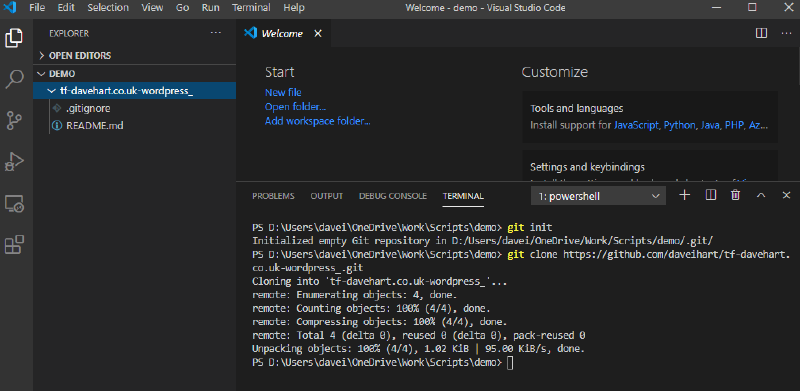 File Edit Selection View Go Run Terminal Help Welcome - demo - Visual Studio Code
EXPLORER
OPEN EDITORS
DEMO
tf-davehart.co.uk-wordpress_
.gitignore
README.md
Welcome
Start
New file
Open folder...
Add workspace folder...
Customize
Tools and languages
Install support for JavaScript, Python, Java, PHP, Az...
Settings and keybindings
PROBLEMS OUTPUT DEBUG CONSOLE TERMINAL 1: powershell
PS D:\Users\davei\OneDrive\Work\Scripts\demo> git init
Initialized empty Git repository in D:/Users/davei/OneDrive/Work/Scripts/demo/.git/
PS D:\Users\davei\OneDrive\Work\Scripts\demo> git clone https://github.com/daveihart/tf-davehart.
co.uk-wordpress_.git
Cloning into 'tf-davehart.co.uk-wordpress_'...
remote: Enumerating objects: 4, done.
remote: Counting objects: 100% (4/4), done.
remote: Compressing objects: 100% (4/4), done.
remote: Total 4 (delta 0), reused 0 (delta 0), pack-reused 0
Unpacking objects: 100% (4/4), 1.02 KiB | 95.00 KiB/s, done.
PS D:\Users\davei\OneDrive\Work\Scripts\demo>